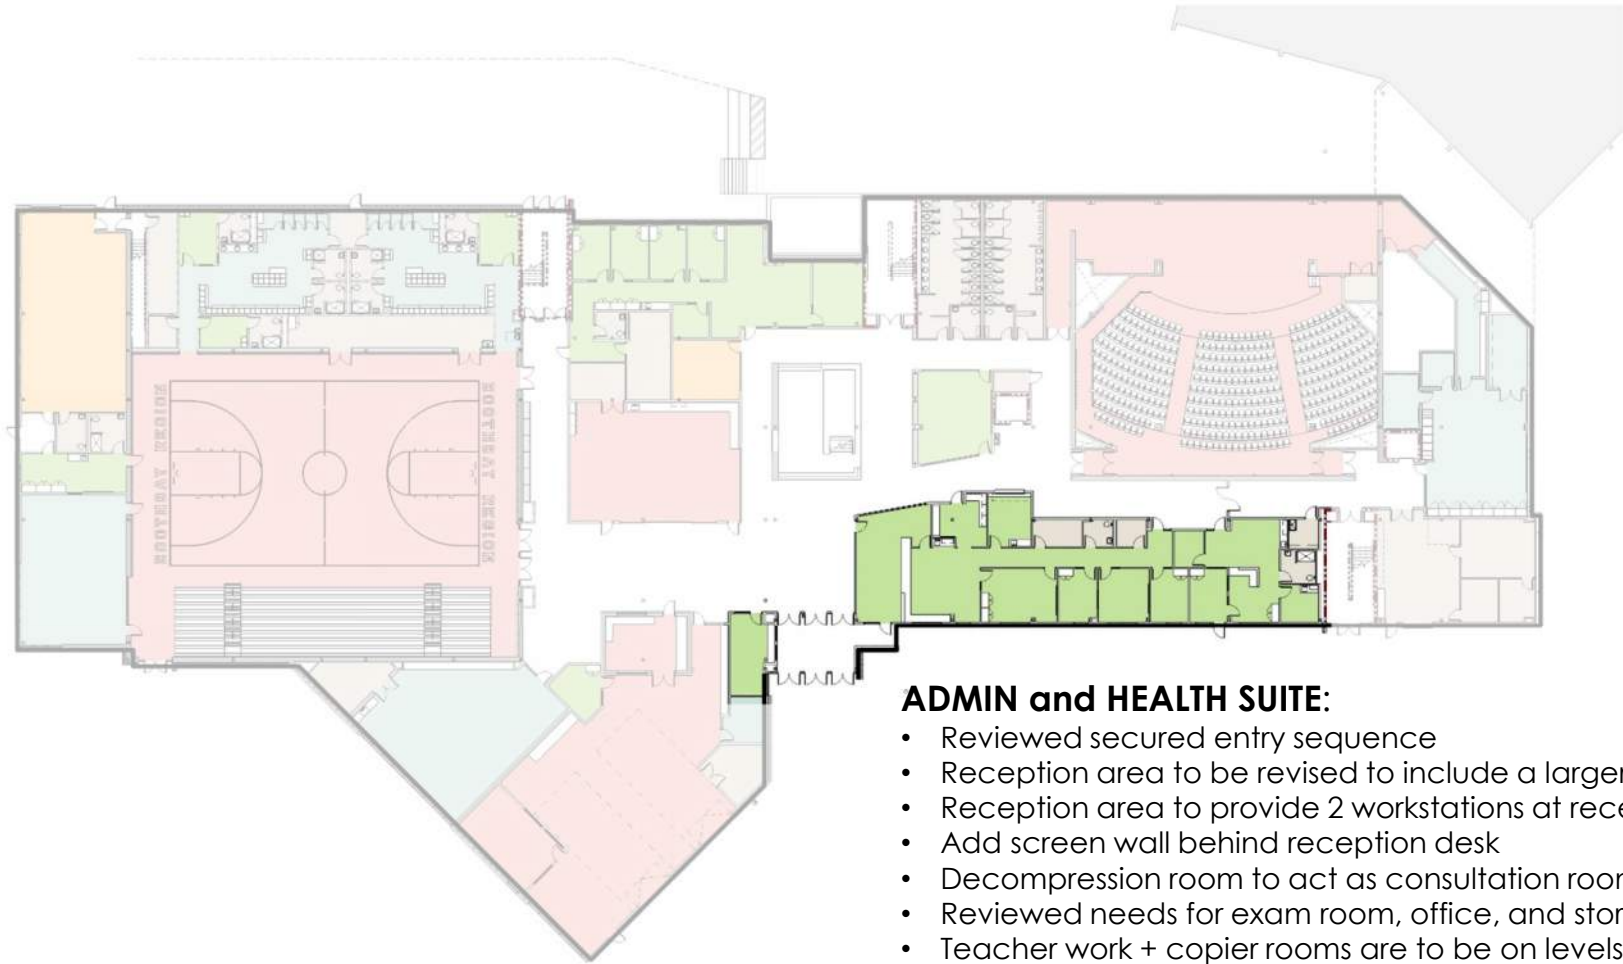 ADMIN and HEALTH SUITE:
• Reviewed secured entry sequence
• Reception area to be revised to include a larger
• Reception area to provide 2 workstations at rece
• Add screen wall behind reception desk
• Decompression room to act as consultation room
• Reviewed needs for exam room, office, and stor
• Teacher work + copier rooms are to be on levels